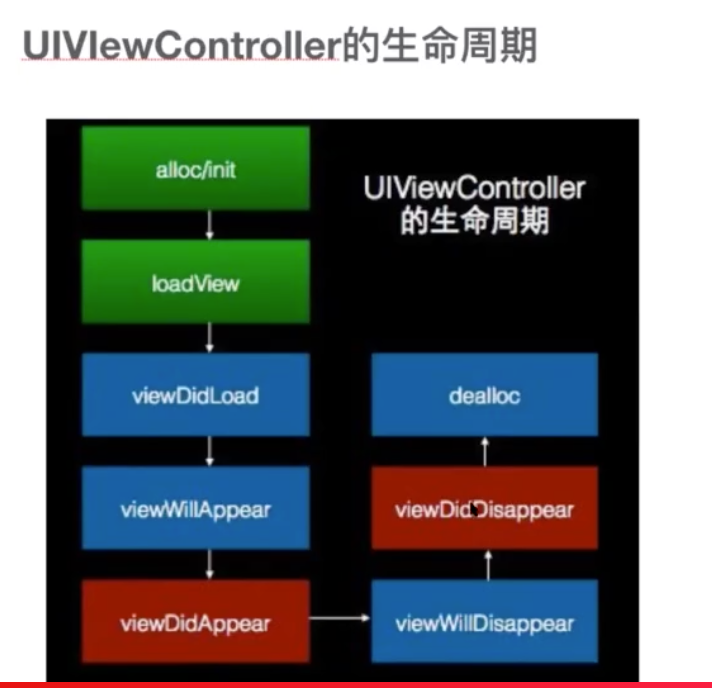 UIVIewController的生命周期
UIViewController
的生命周期
alloc/init
loadView
viewDidLoad
viewWillAppear
viewDidAppear
viewWillDisappear
viewDidDisappear
dealloc